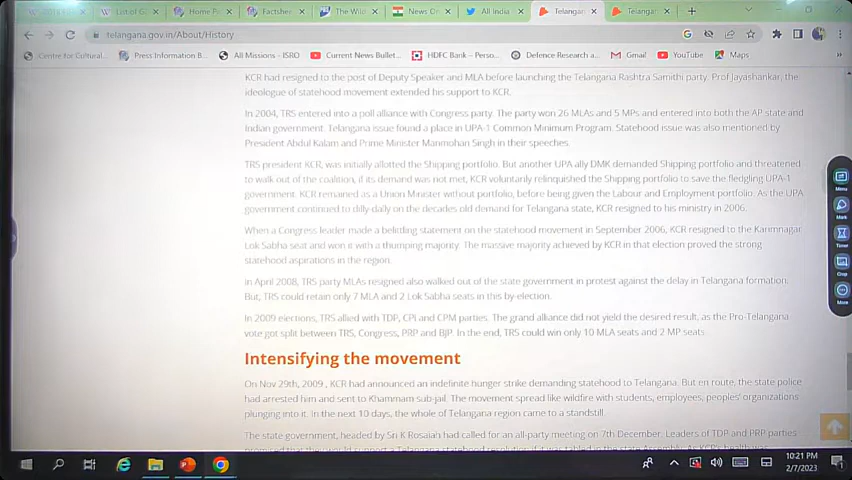 List of G
Home P
Factshee
The Wild
News On
All India
Telangan
Telangan
telangana.gov.in/About/History
Centre for Cultural...
Press Information B...
All Missions - ISRO
Current News Bullet...
HDFC Bank – Perso...
Defence Research a...
Gmail
YouTube
Maps
KCR had resigned to the post of Deputy Speaker and MLA before launching the Telangana Rashtra Samithi party. Prof Jayashankar, the
ideologue of statehood movement extended his support to KCR.
In 2004, TRS entered into a poll alliance with Congress party. The party won 26 MLAs and 5 MPs and entered into both the AP state and
Indian government. Telangana issue found a place in UPA-1 Common Minimum Program. Statehood issue was also mentioned by
President Abdul Kalam and Prime Minister Manmohan Singh in their speeches.
TRS president KCR, was initially allotted the Shipping portfolio. But another UPA ally DMK demanded Shipping portfolio and threatened
to walk out of the coalition, if its demand was not met, KCR voluntarily relinquished the Shipping portfolio to save the fledgling UPA-1
government. KCR remained as a Union Minister without portfolio, before being given the Labour and Employment portfolio. As the UPA
government continued to dilly-dally on the decades old demand for Telangana state, KCR resigned to his ministry in 2006.
When a Congress leader made a belittling statement on the statehood movement in September 2006, KCR resigned to the Karimnagar
Lok Sabha seat and won it with a thumping majority. The massive majority achieved by KCR in that election proved the strong
statehood aspirations in the region.
In April 2008, TRS party MLAs resigned also walked out of the state government in protest against the delay in Telangana formation.
But, TRS could retain only 7 MLA and 2 Lok Sabha seats in this by-election.
In 2009 elections, TRS allied with TDP, CPI and CPM parties. The grand alliance did not yield the desired result, as the Pro-Telangana
vote got split between TRS, Congress, PRP and BJP. In the end, TRS could win only 10 MLA seats and 2 MP seats.
Intensifying the movement
On Nov 29th, 2009 , KCR had announced an indefinite hunger strike demanding statehood to Telangana. But en route, the state police
had arrested him and sent to Khammam sub-jail. The movement spread like wildfire with students, employees, peoples' organizations
plunging into it. In the next 10 days, the whole of Telangana region came to a standstill.
The state government, headed by Sri K Rosaiah had called for an all-party meeting on 7th December. Leaders of TDP and PRP parties
Menu
Mark
Timer
Crop
More
10:21 PM
2/7/2023